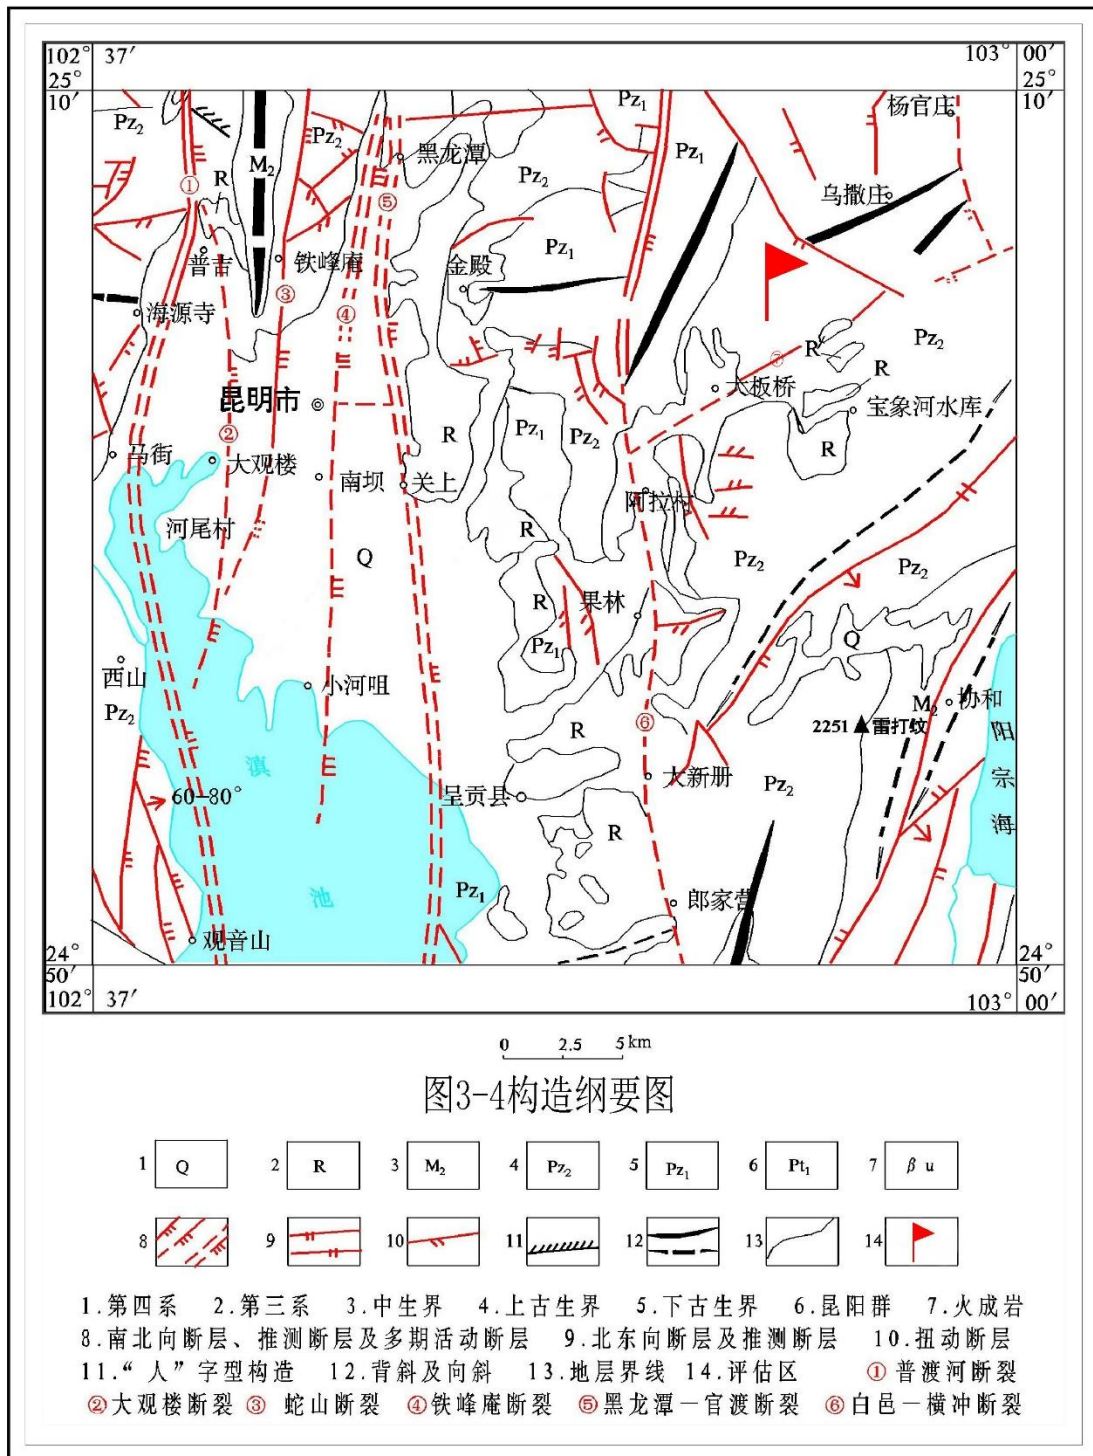 102° 37′ 103° 00′
25° 25°
10′ 10′
杨官庄
Pz₂ Pz₂ Pz₁ Pz₁
黑龙潭
M₂
R Pz₂
① ⑤
乌撒庄
普吉 铁峰庵 金殿 Pz₁
③
海源寺 ④
Pz₂
R R
⑦
昆明市 大板桥 宝象河水库
② R Pz₁ Pz₂ R
马街 大观楼 南坝 关上
阿拉村
河尾村 R
Q Pz₂ Pz₂
R 果林
Q
Pz₁
西山 小河咀
Pz₂ M₂ 协和
R ⑥ 2251 雷打坟
阳宗海
滇池
60-80° 呈贡县 大新册 Pz₂
R
Pz₁ 郎家营
观音山
24° 24°
50′ 50′
102° 37′ 103° 00′
0 2.5 5 km
图3-4构造纲要图
1 Q 2 R 3 M₂ 4 Pz₂ 5 Pz₁ 6 Pt₁ 7 β u
8 9 10 11 12 13 14
1.第四系 2.第三系 3.中生界 4.上古生界 5.下古生界 6.昆阳群 7.火成岩
8.南北向断层、推测断层及多期活动断层 9.北东向断层及推测断层 10.扭动断层
11.“人”字型构造 12.背斜及向斜 13.地层界线 14.评估区 ①普渡河断裂
②大观楼断裂 ③ 蛇山断裂 ④铁峰庵断裂 ⑤黑龙潭—官渡断裂 ⑥白邑—横冲断裂